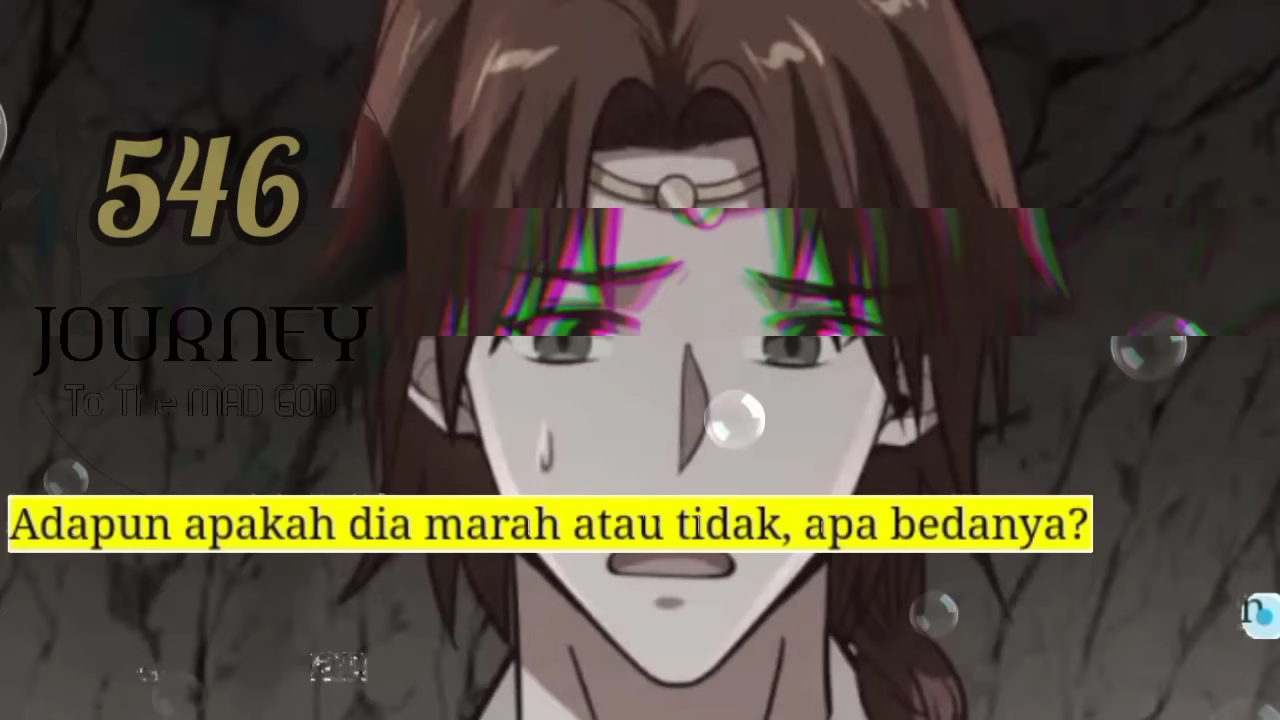 546
JOURNEY
To The MAD GOD
Adapun apakah dia marah atau tidak, apa bedanya?
n